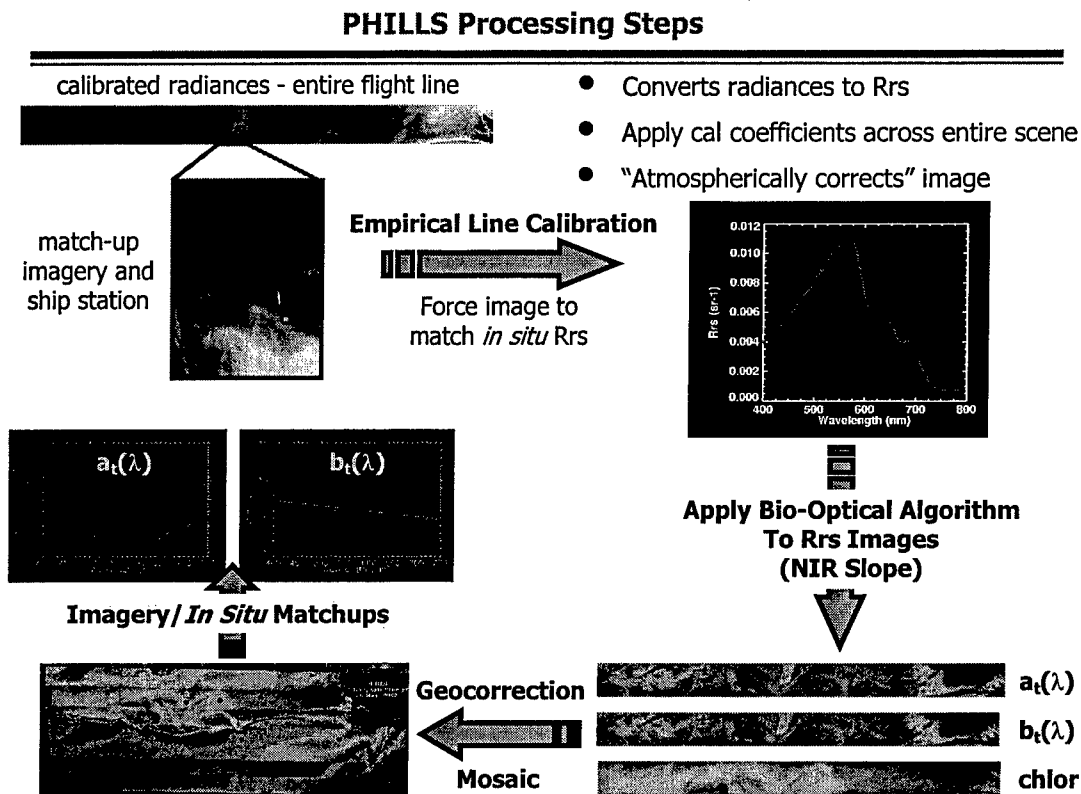 PHILLS Processing Steps
calibrated radiances - entire flight line
● Converts radiances to Rrs
● Apply cal coefficients across entire scene
● “Atmospherically corrects” image
match-up
imagery and
ship station
Empirical Line Calibration
Force image to
match in situ Rrs
0.012
0.010
0.008
0.006
0.004
0.002
0.000
Rrs (sr-1)
400 500 600 700 800
Wavelength (nm)
Apply Bio-Optical Algorithm
To Rrs Images
(NIR Slope)
aₜ(λ)
bₜ(λ)
chlor
Geocorrection
Mosaic
Imagery/In Situ Matchups
aₜ(λ)
bₜ(λ)